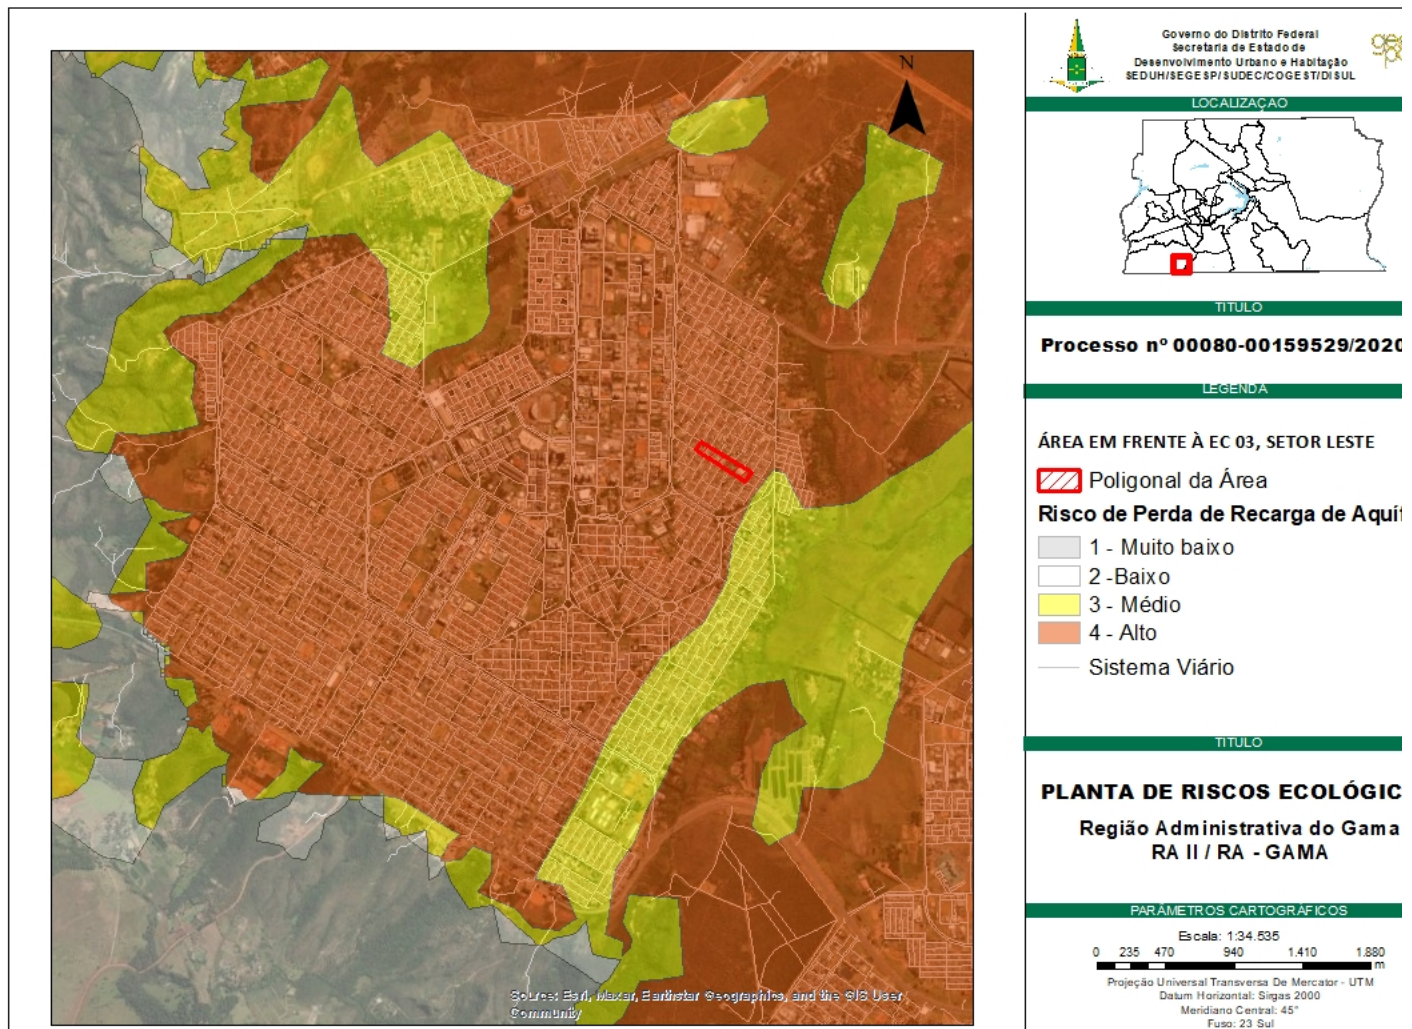 N
Source: Esri, Maxar, Earthstar Geographics, and the GIS User
Community
Governo do Distrito Federal
Secretaria de Estado de
Desenvolvimento Urbano e Habitação
SEDUH/SEGESP/SUDEC/COGEST/DISUL
LOCALIZAÇAO
TITULO
Processo nº 00080-00159529/2020
LEGENDA
ÁREA EM FRENTE À EC 03, SETOR LESTE
Poligonal da Área
Risco de Perda de Recarga de Aquíf
1 - Muito baixo
2 -Baixo
3 - Médio
4 - Alto
Sistema Viário
TITULO
PLANTA DE RISCOS ECOLÓGIC
Região Administrativa do Gama
RA II / RA - GAMA
PARÂMETROS CARTOGRÁFICOS
Escala: 1:34.535
0 235 470 940 1.410 1.880
m
Projeção Universal Transversa De Mercator - UTM
Datum Horizontal: Sirgas 2000
Meridiano Central: 45°
Fuso: 23 Sul